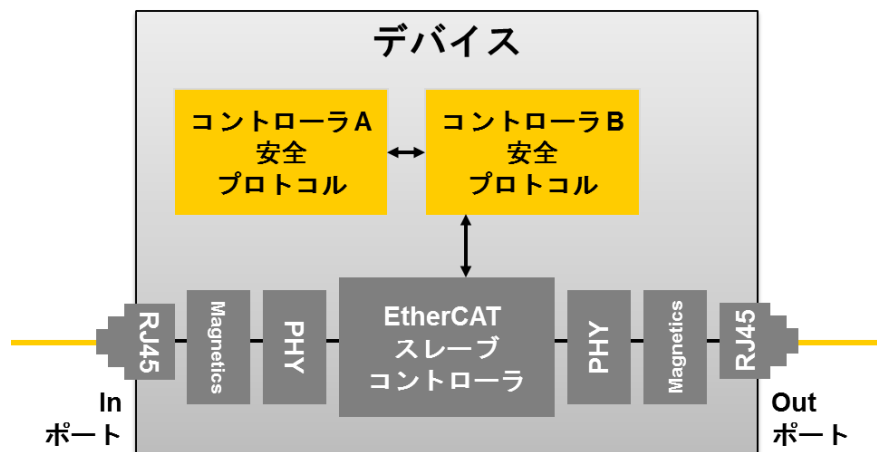 デバイス
コントローラA
安全
プロトコル
コントローラB
安全
プロトコル
RJ45
Magnetics
PHY
EtherCAT
スレーブ
コントローラ
PHY
Magnetics
RJ45
In
ポート
Out
ポート